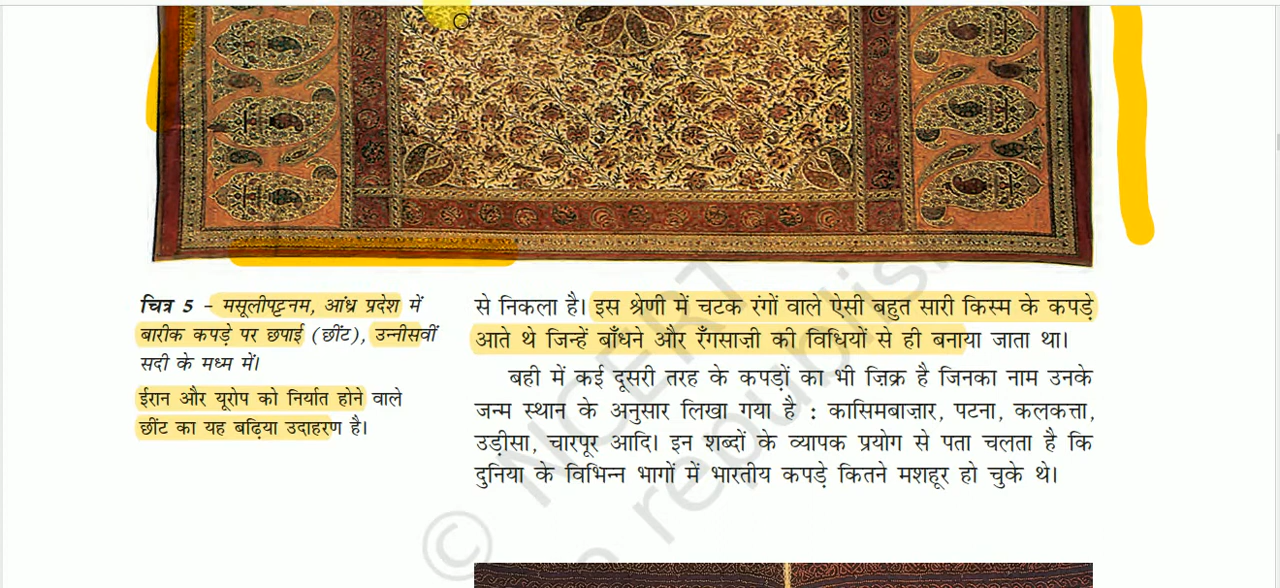 चित्र 5 – मसूलीपट्टनम, आंध्र प्रदेश में
बारीक कपड़े पर छपाई (छींट), उन्नीसवीं
सदी के मध्य में।
ईरान और यूरोप को निर्यात होने वाले
छींट का यह बढ़िया उदाहरण है।
से निकला है। इस श्रेणी में चटक रंगों वाले ऐसी बहुत सारी किस्म के कपड़े
आते थे जिन्हें बाँधने और रँगसाज़ी की विधियों से ही बनाया जाता था।
बही में कई दूसरी तरह के कपड़ों का भी ज़िक्र है जिनका नाम उनके
जन्म स्थान के अनुसार लिखा गया है : कासिमबाज़ार, पटना, कलकत्ता,
उड़ीसा, चारपूर आदि। इन शब्दों के व्यापक प्रयोग से पता चलता है कि
दुनिया के विभिन्न भागों में भारतीय कपड़े कितने मशहूर हो चुके थे।
© NCERT
republis